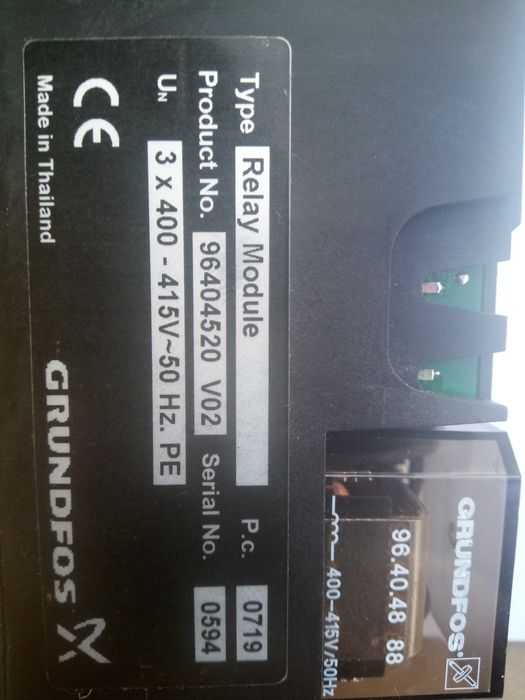 Type Relay Module P.c. 0719
Product No. 96404520 V02 Serial No. 0594
UN 3 x 400 - 415V~50 Hz. PE
CE
Made in Thailand
GRUNDFOS
GRUNDFOS
96.40.48 88
400-415V/50Hz